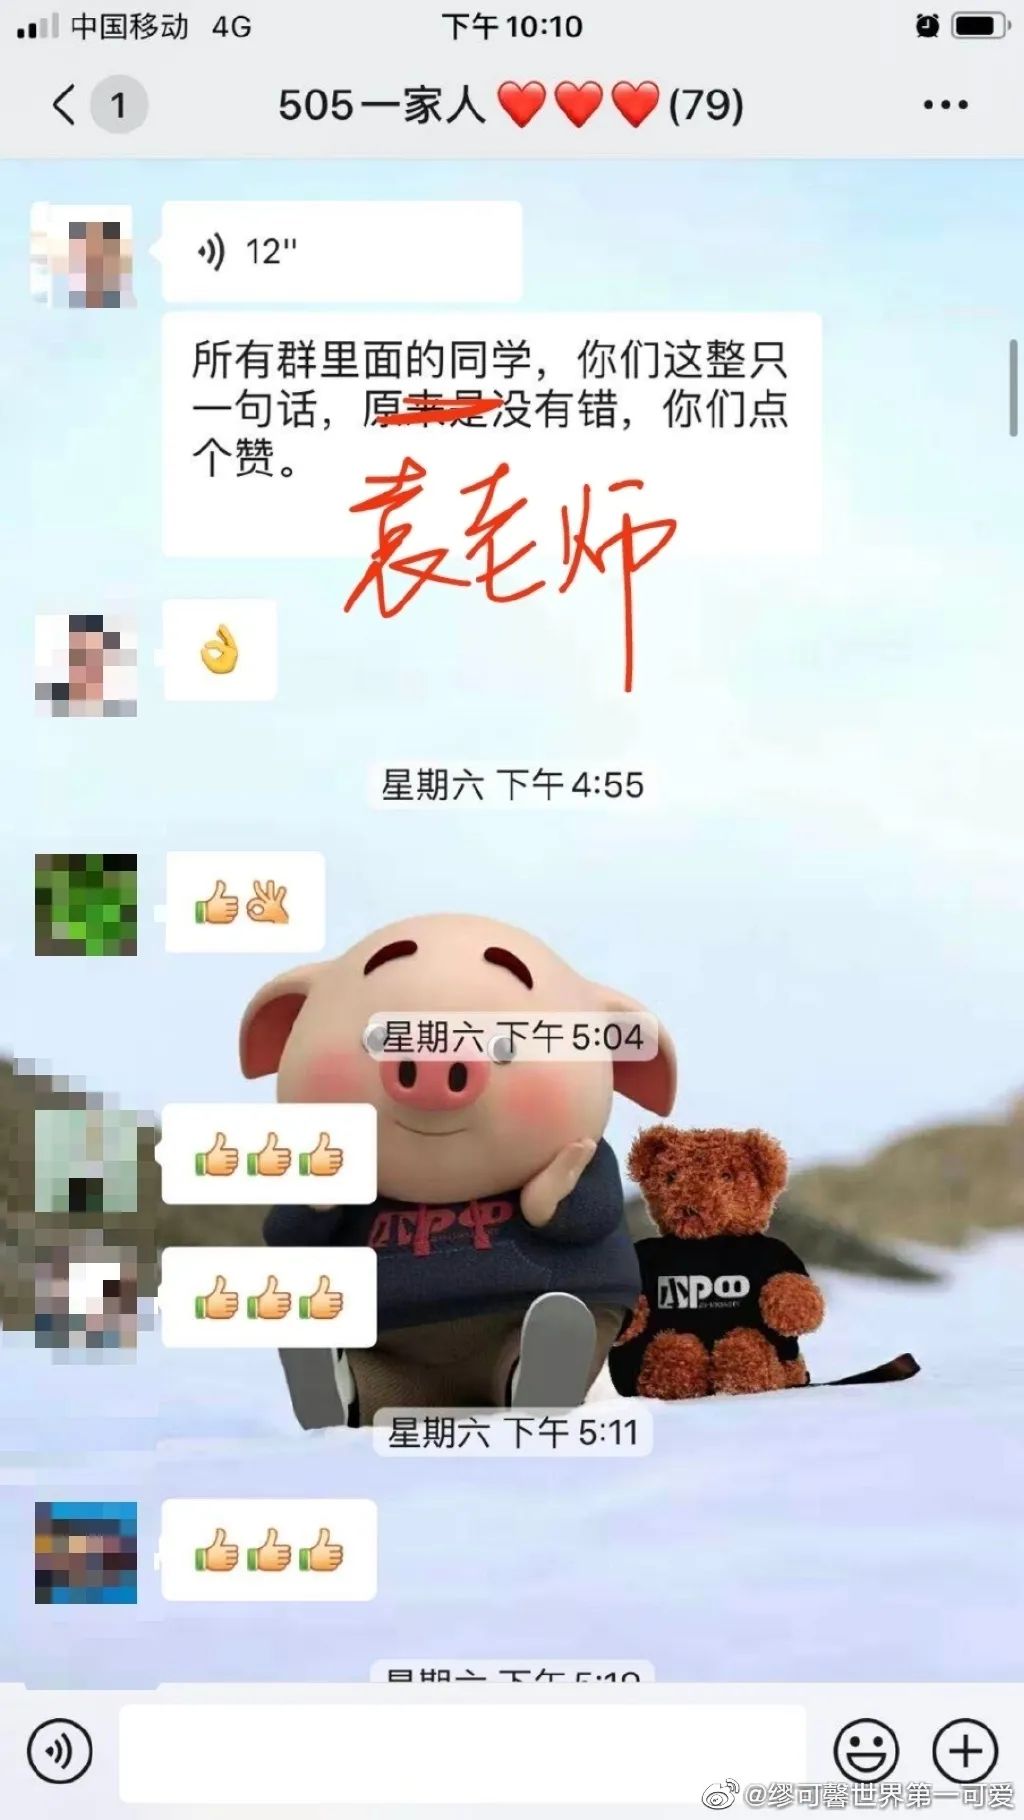 中国移动 4G 下午10:10
1 505一家人❤️❤️❤️(79) ...
12"
所有群里面的同学，你们这整只
一句话，原来是没有错，你们点
个赞。
袁老师
👌
星期六 下午4:55
👍👌
星期六 下午5:04
👍👍👍
👍👍👍
星期六 下午5:11
👍👍👍
@缪可馨世界第一可爱